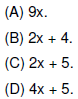 (A) 9x.
(B) 2x + 4.
(C) 2x + 5.
(D) 4x + 5.